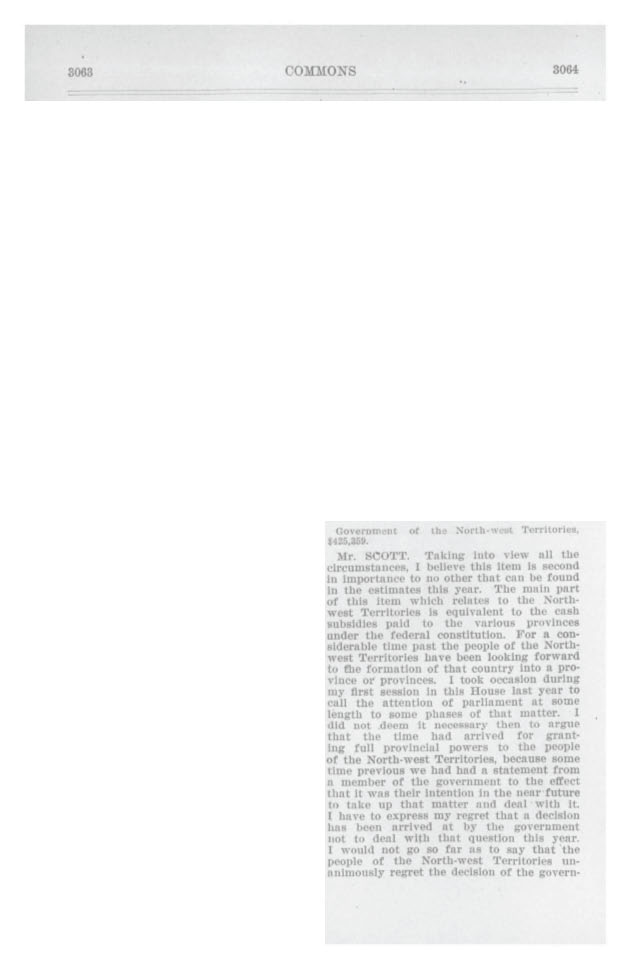 3063 COMMONS 3064
Government of the North-west Territories,
$425,359.
Mr. SCOTT. Taking into view all the
circumstances, I believe this item is second
in importance to no other that can be found
in the estimates this year. The main part
of this item which relates to the North-
west Territories is equivalent to the cash
subsidies paid to the various provinces
under the federal constitution. For a con-
siderable time past the people of the North-
west Territories have been looking forward
to the formation of that country into a pro-
vince or provinces. I took occasion during
my first session in this House last year to
call the attention of parliament at some
length to some phases of that matter. I
did not deem it necessary then to argue
that the time had arrived for grant-
ing full provincial powers to the people
of the North-west Territories, because some
time previous we had had a statement from
a member of the government to the effect
that it was their intention in the near future
to take up that matter and deal with it.
I have to express my regret that a decision
has been arrived at by the government
not to deal with that question this year.
I would not go so far as to say that the
people of the North-west Territories un-
animously regret the decision of the govern-